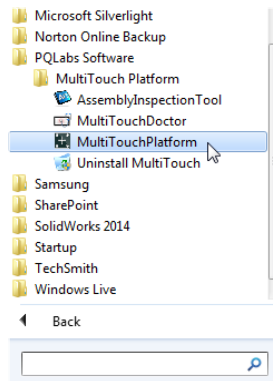 Microsoft Silverlight
Norton Online Backup
PQLabs Software
MultiTouch Platform
AssemblyInspectionTool
MultiTouchDoctor
MultiTouchPlatform
Uninstall MultiTouch
Samsung
SharePoint
SolidWorks 2014
Startup
TechSmith
Windows Live
Back